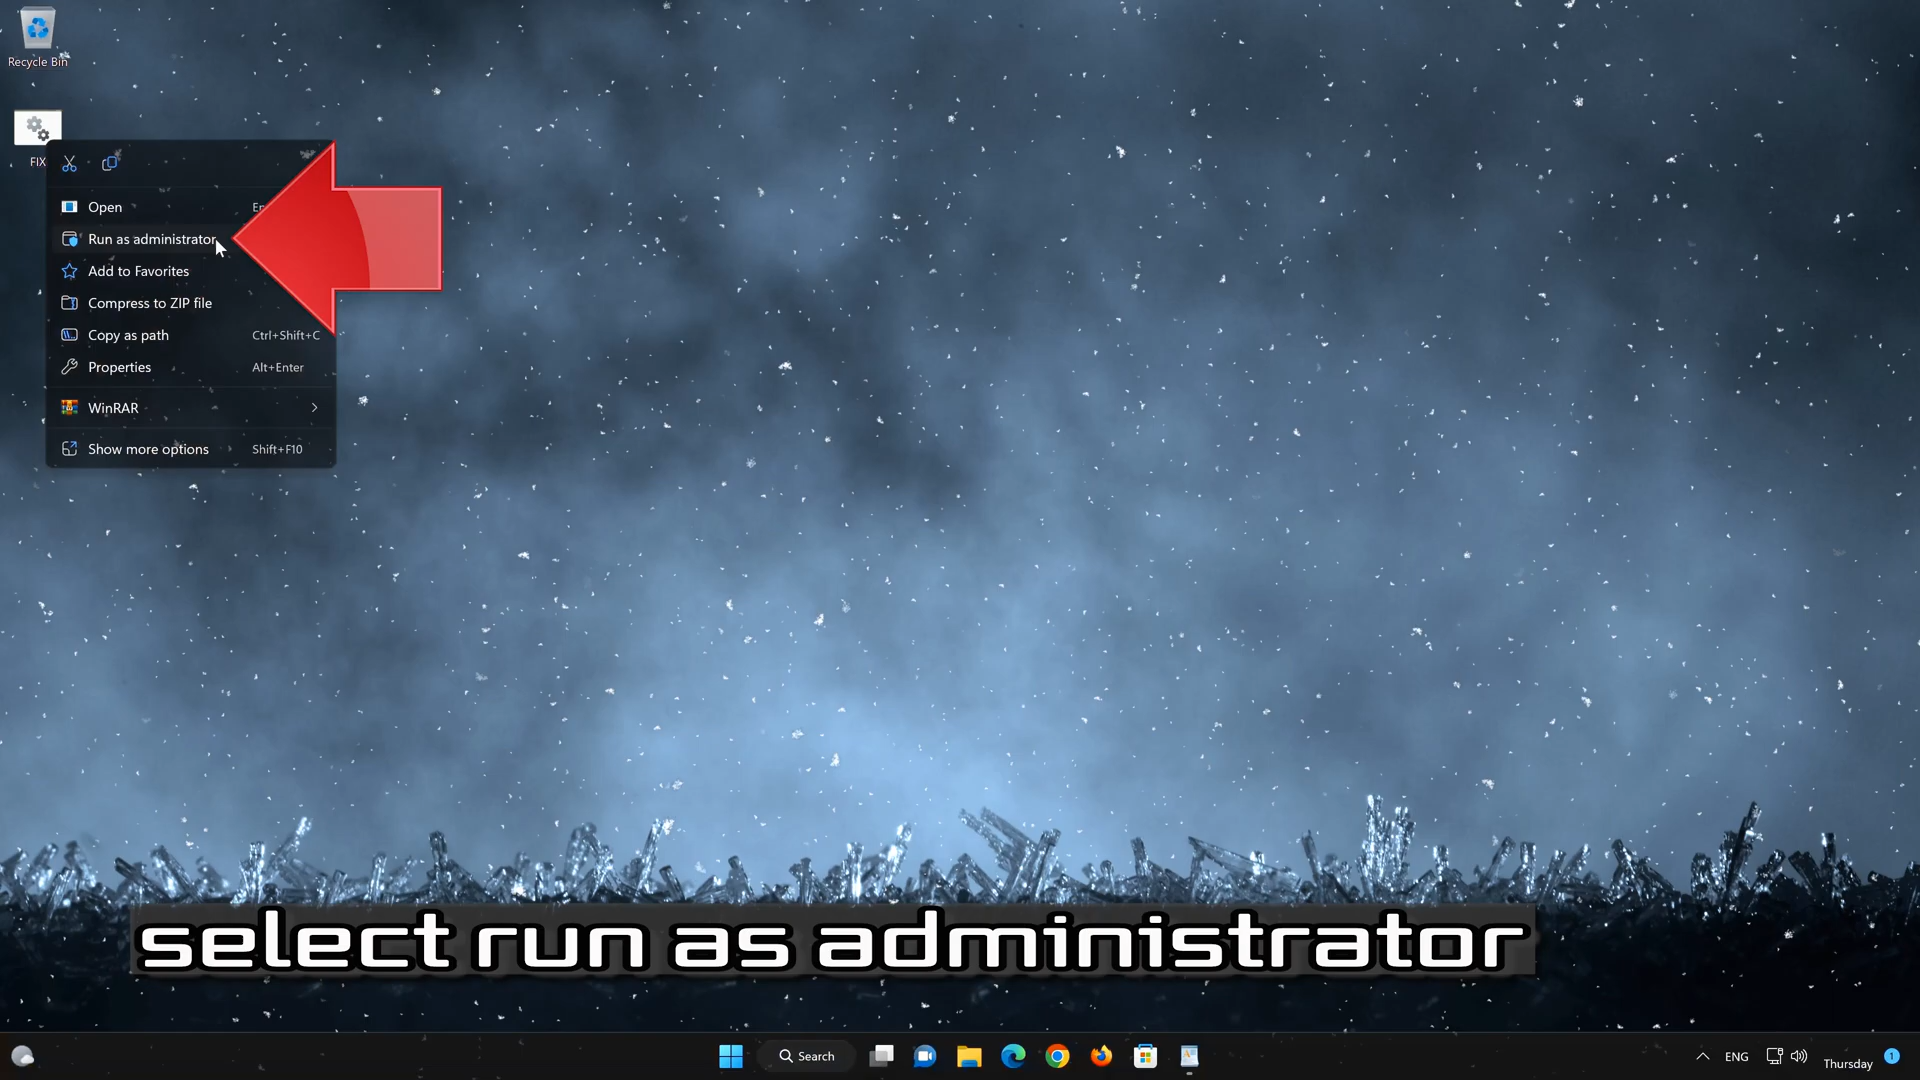 Recycle Bin
FIX
Open
Run as administrator
Add to Favorites
Compress to ZIP file
Copy as path Ctrl+Shift+C
Properties Alt+Enter
WinRAR
Show more options Shift+F10
select run as administrator
Search
ENG
Thursday
1